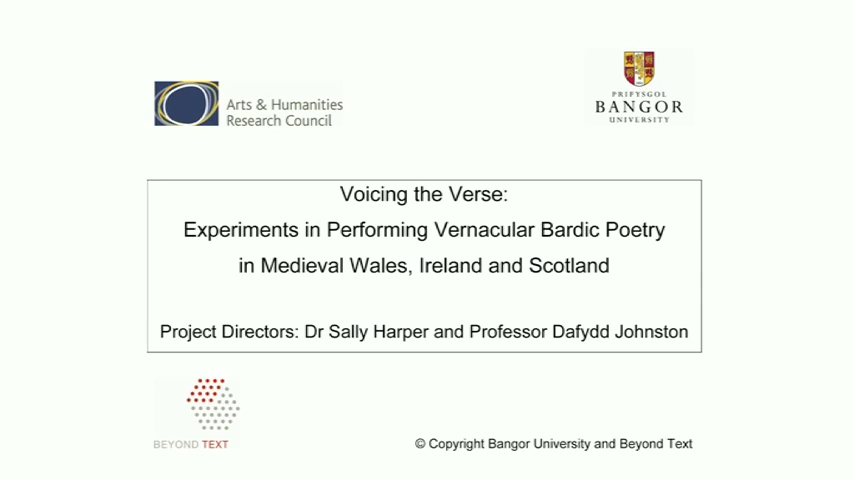 Arts & Humanities
Research Council
PRIFYSGOL
BANGOR
UNIVERSITY
Voicing the Verse:
Experiments in Performing Vernacular Bardic Poetry
in Medieval Wales, Ireland and Scotland
Project Directors: Dr Sally Harper and Professor Dafydd Johnston
BEYOND TEXT
© Copyright Bangor University and Beyond Text